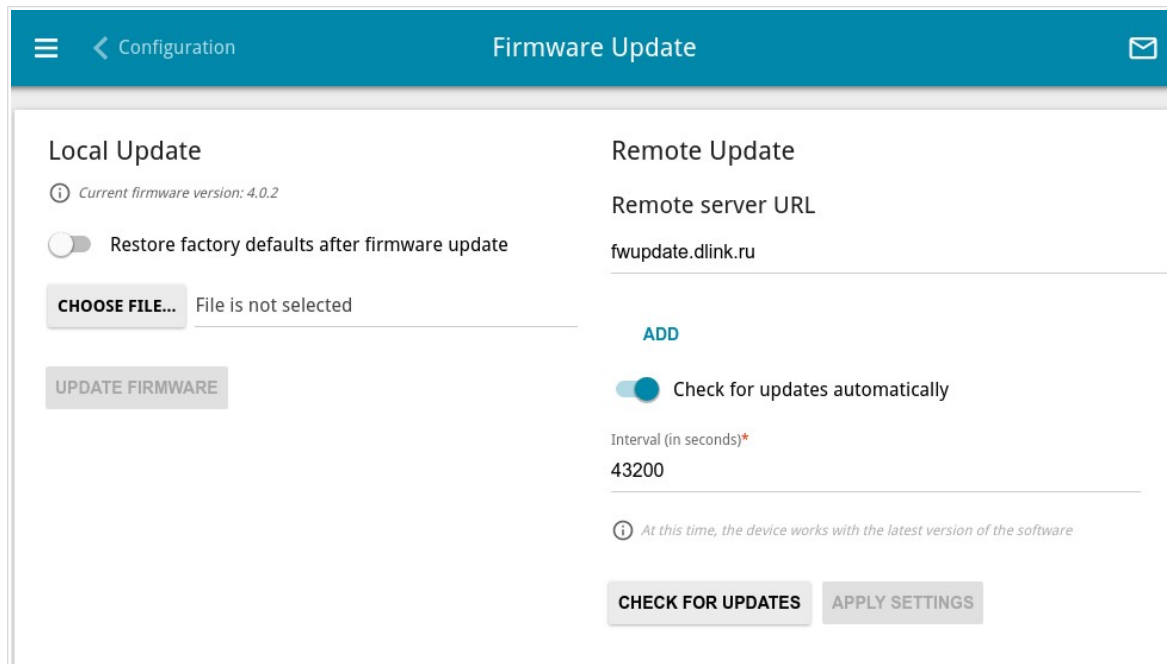 Configuration
Firmware Update
Local Update
Current firmware version: 4.0.2
Restore factory defaults after firmware update
CHOOSE FILE... File is not selected
UPDATE FIRMWARE
Remote Update
Remote server URL
fwupdate.dlink.ru
ADD
Check for updates automatically
Interval (in seconds)*
43200
At this time, the device works with the latest version of the software
CHECK FOR UPDATES APPLY SETTINGS